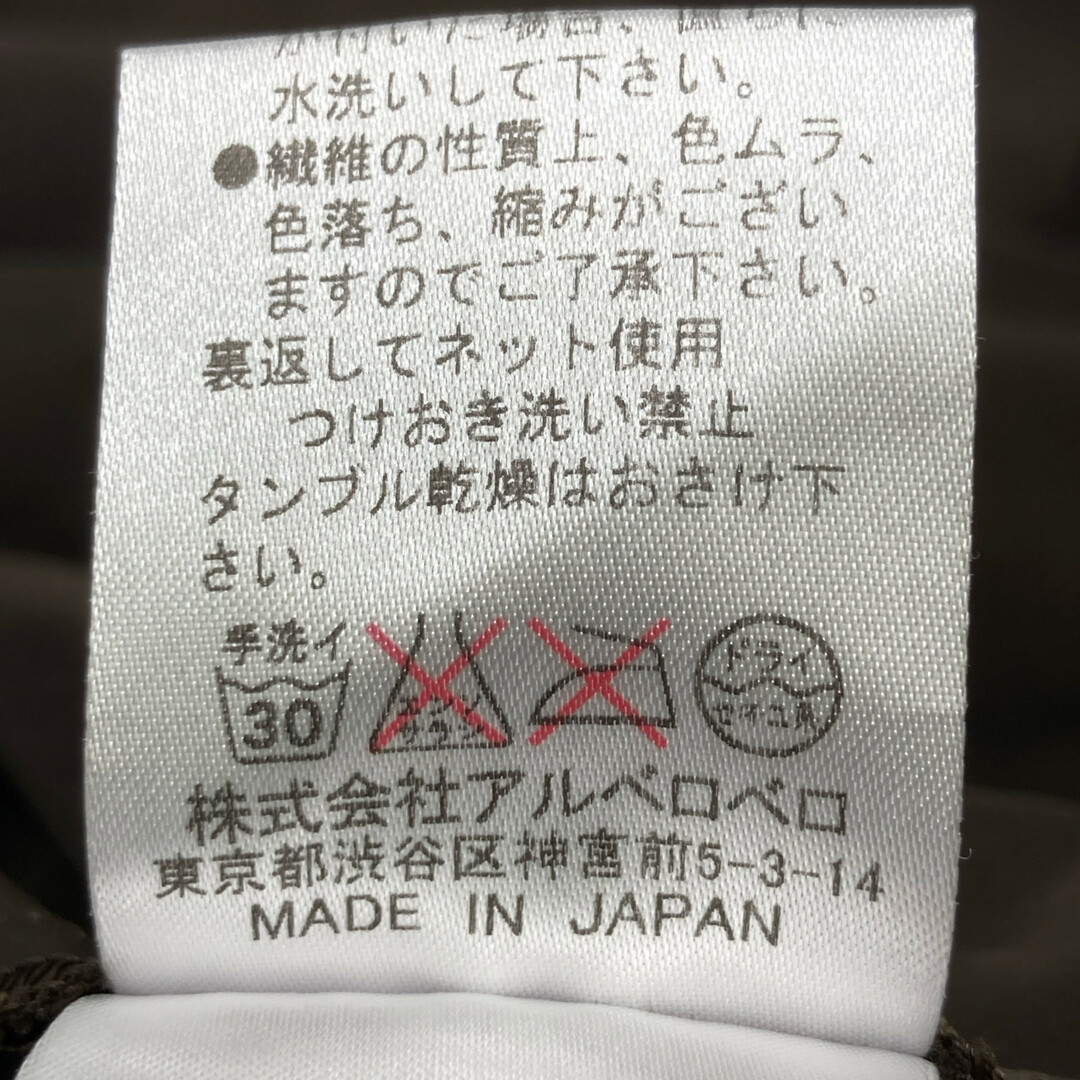 水洗いして下さい。
●繊維の性質上、色ムラ、
色落ち、縮みがござい
ますのでご了承下さい。
裏返してネット使用
つけおき洗い禁止
タンブル乾燥はおさけ下
さい。
手洗イ
30
ドライ
セキユ系
株式会社アルベロベロ
東京都渋谷区神宮前5-3-14
MADE IN JAPAN